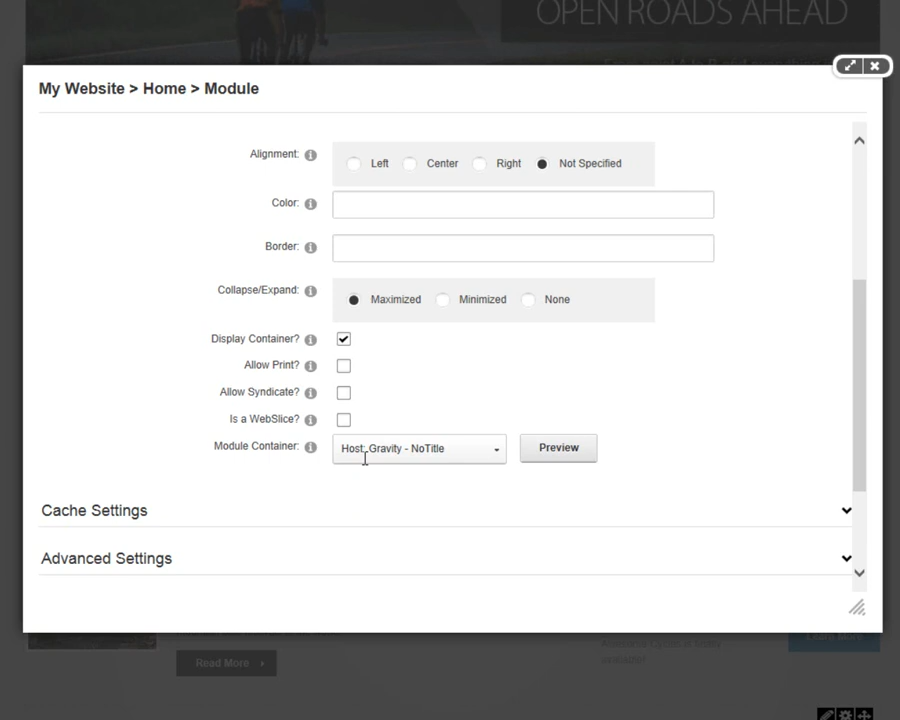 OPEN ROADS AHEAD
My Website > Home > Module
Alignment:
Left
Center
Right
Not Specified
Color:
Border:
Collapse/Expand:
Maximized
Minimized
None
Display Container?
Allow Print?
Allow Syndicate?
Is a WebSlice?
Module Container:
Host: Gravity - NoTitle
Preview
Cache Settings
Advanced Settings
Learn More
Read More